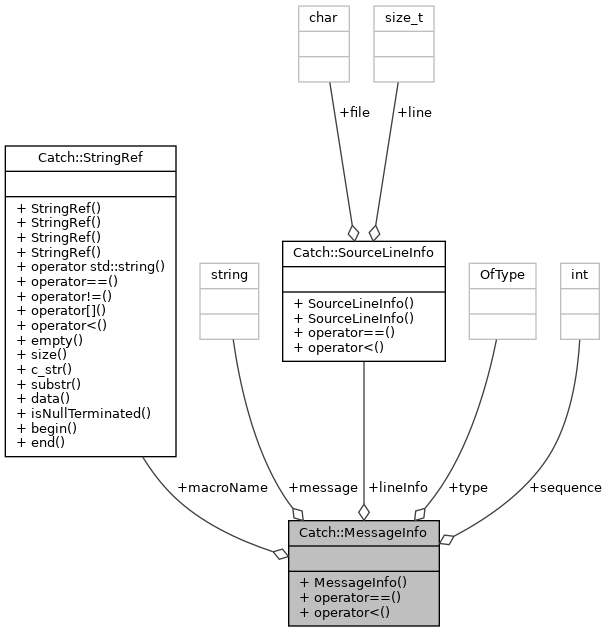 char
size_t
+file
+line
Catch::StringRef
+ StringRef()
+ StringRef()
+ StringRef()
+ StringRef()
+ operator std::string()
+ operator==()
+ operator!=()
+ operator[]()
+ operator<()
+ empty()
+ size()
+ c_str()
+ substr()
+ data()
+ isNullTerminated()
+ begin()
+ end()
string
Catch::SourceLineInfo
+ SourceLineInfo()
+ SourceLineInfo()
+ operator==()
+ operator<()
OfType
int
+macroName
+message
+lineInfo
+type
+sequence
Catch::MessageInfo
+ MessageInfo()
+ operator==()
+ operator<()